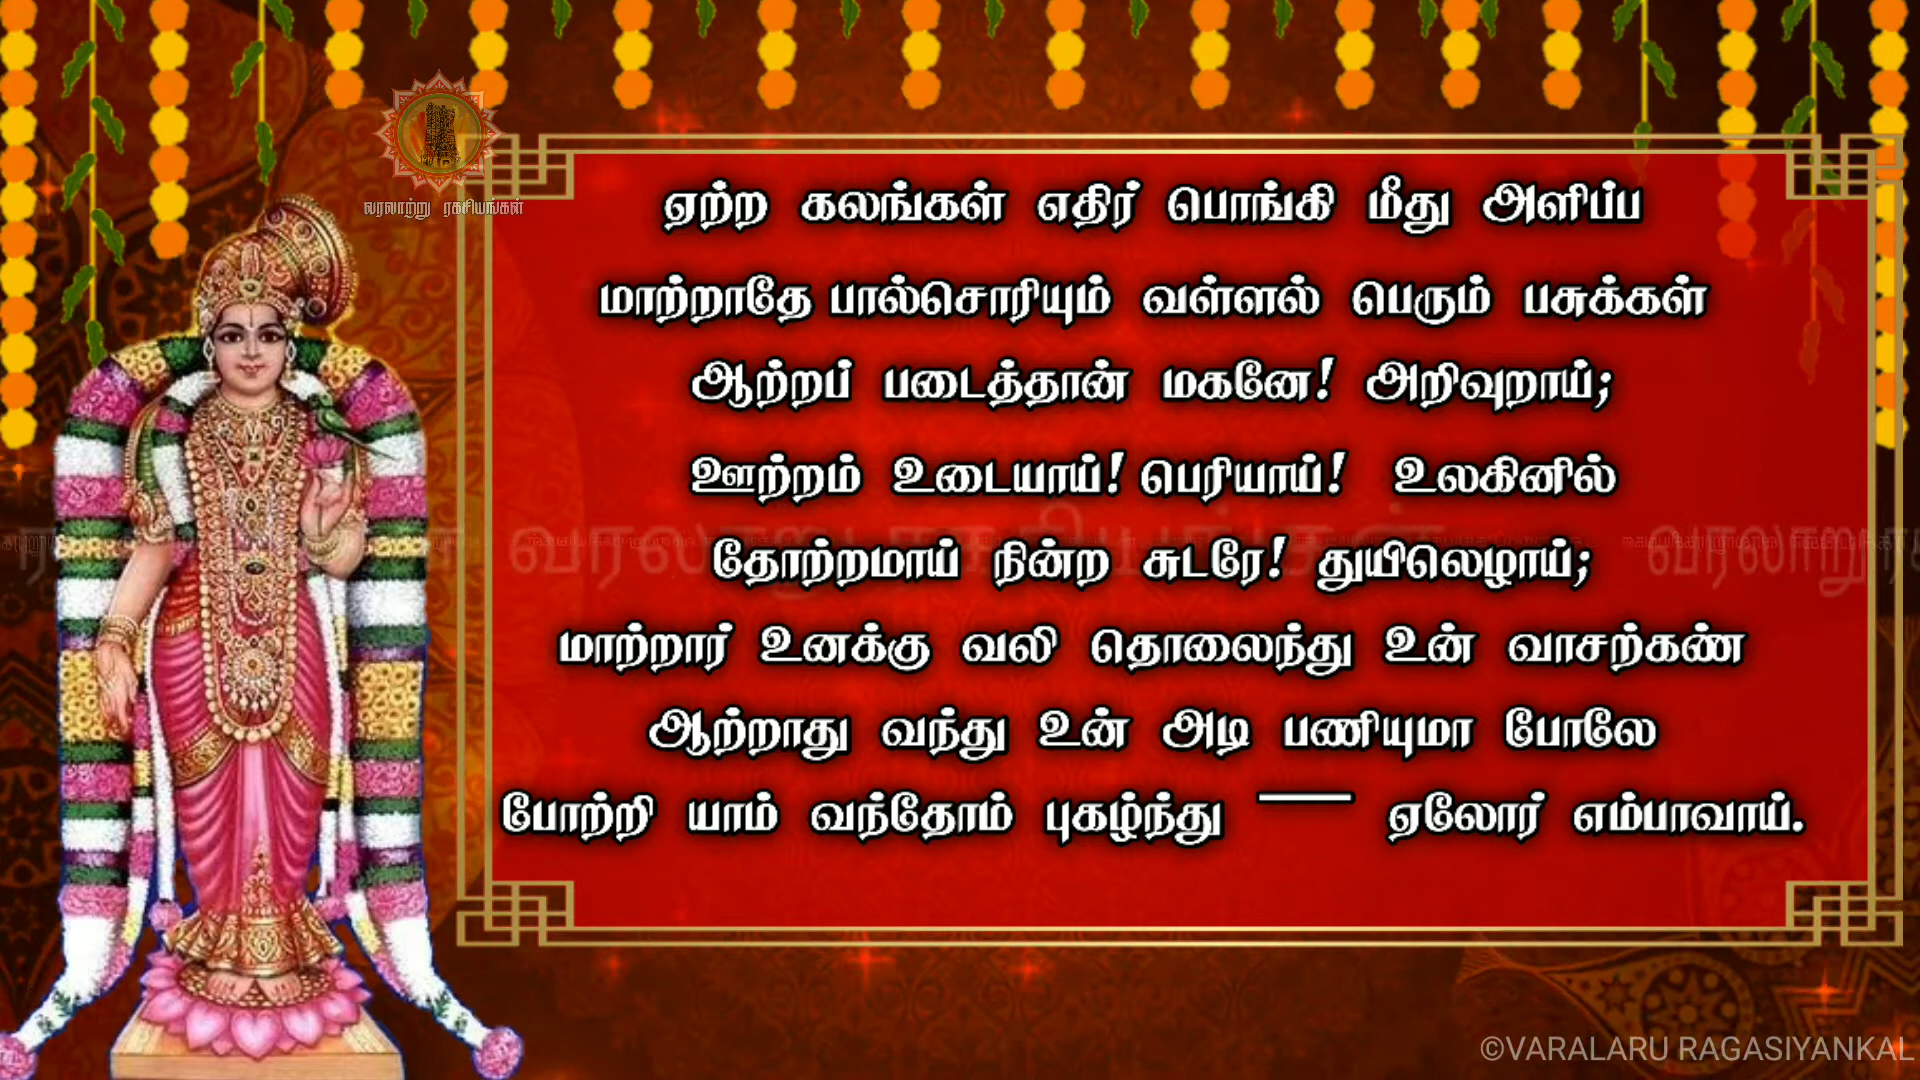 வரலாற்று ரகசியங்கள்
ஏற்ற கலங்கள் எதிர் பொங்கி மீது அளிப்ப
மாற்றாதே பால்சொரியும் வள்ளல் பெரும் பசுக்கள்
ஆற்றப் படைத்தான் மகனே! அறிவுறாய்;
ஊற்றம் உடையாய்! பெரியாய்! உலகினில்
தோற்றமாய் நின்ற சுடரே! துயிலெழாய்;
மாற்றார் உனக்கு வலி தொலைந்து உன் வாசற்கண்
ஆற்றாது வந்து உன் அடி பணியுமா போலே
போற்றி யாம் வந்தோம் புகழ்ந்து — ஏலோர் எம்பாவாய்.
©VARALARU RAGASIYANKAL